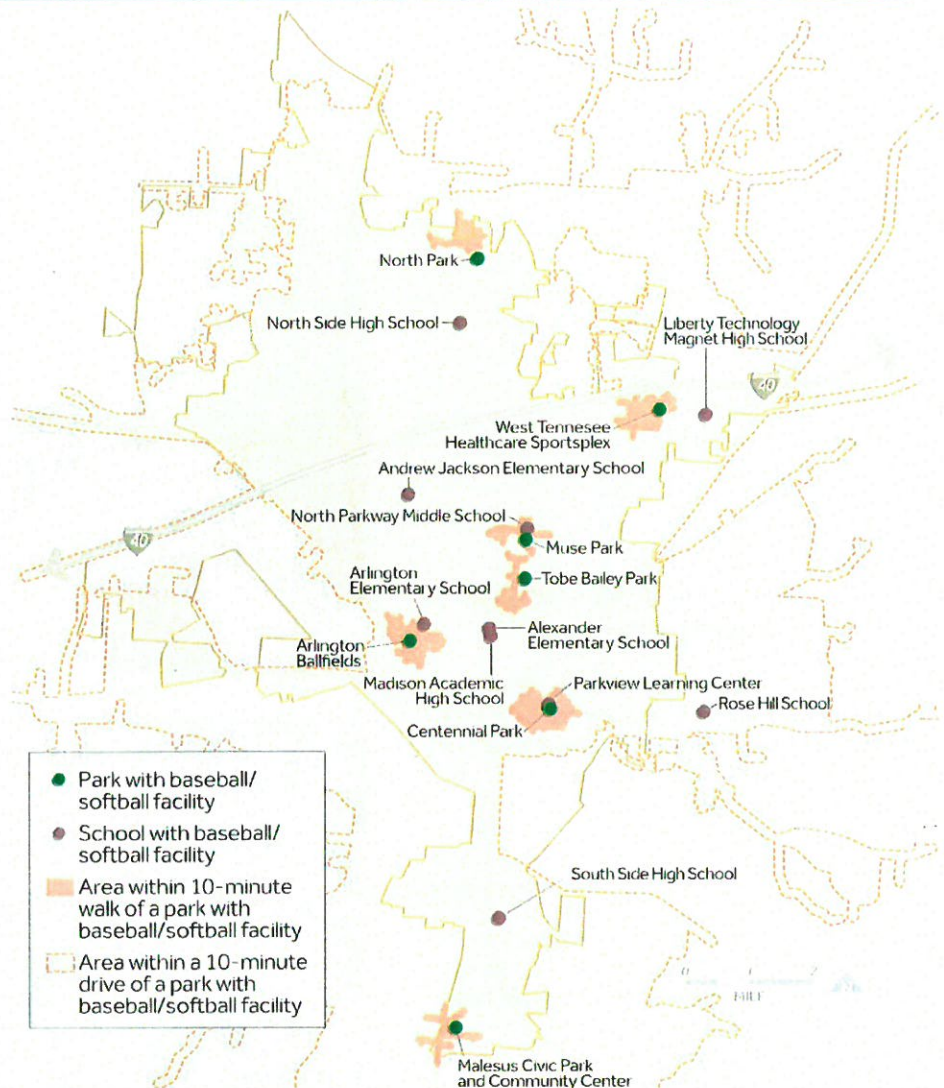 North Park
North Side High School
Liberty Technology
Magnet High School
40
West Tennessee
Healthcare Sportsplex
Andrew Jackson Elementary School
North Parkway Middle School
40
Muse Park
Arlington
Elementary School
Tobe Bailey Park
Arlington
Ballfields
Alexander
Elementary School
Madison Academic
High School
Parkview Learning Center
Rose Hill School
Centennial Park
Park with baseball/
softball facility
School with baseball/
softball facility
Area within 10-minute
walk of a park with
baseball/softball facility
Area within a 10-minute
drive of a park with
baseball/softball facility
South Side High School
0 1 2
MILE
Malesus Civic Park
and Community Center